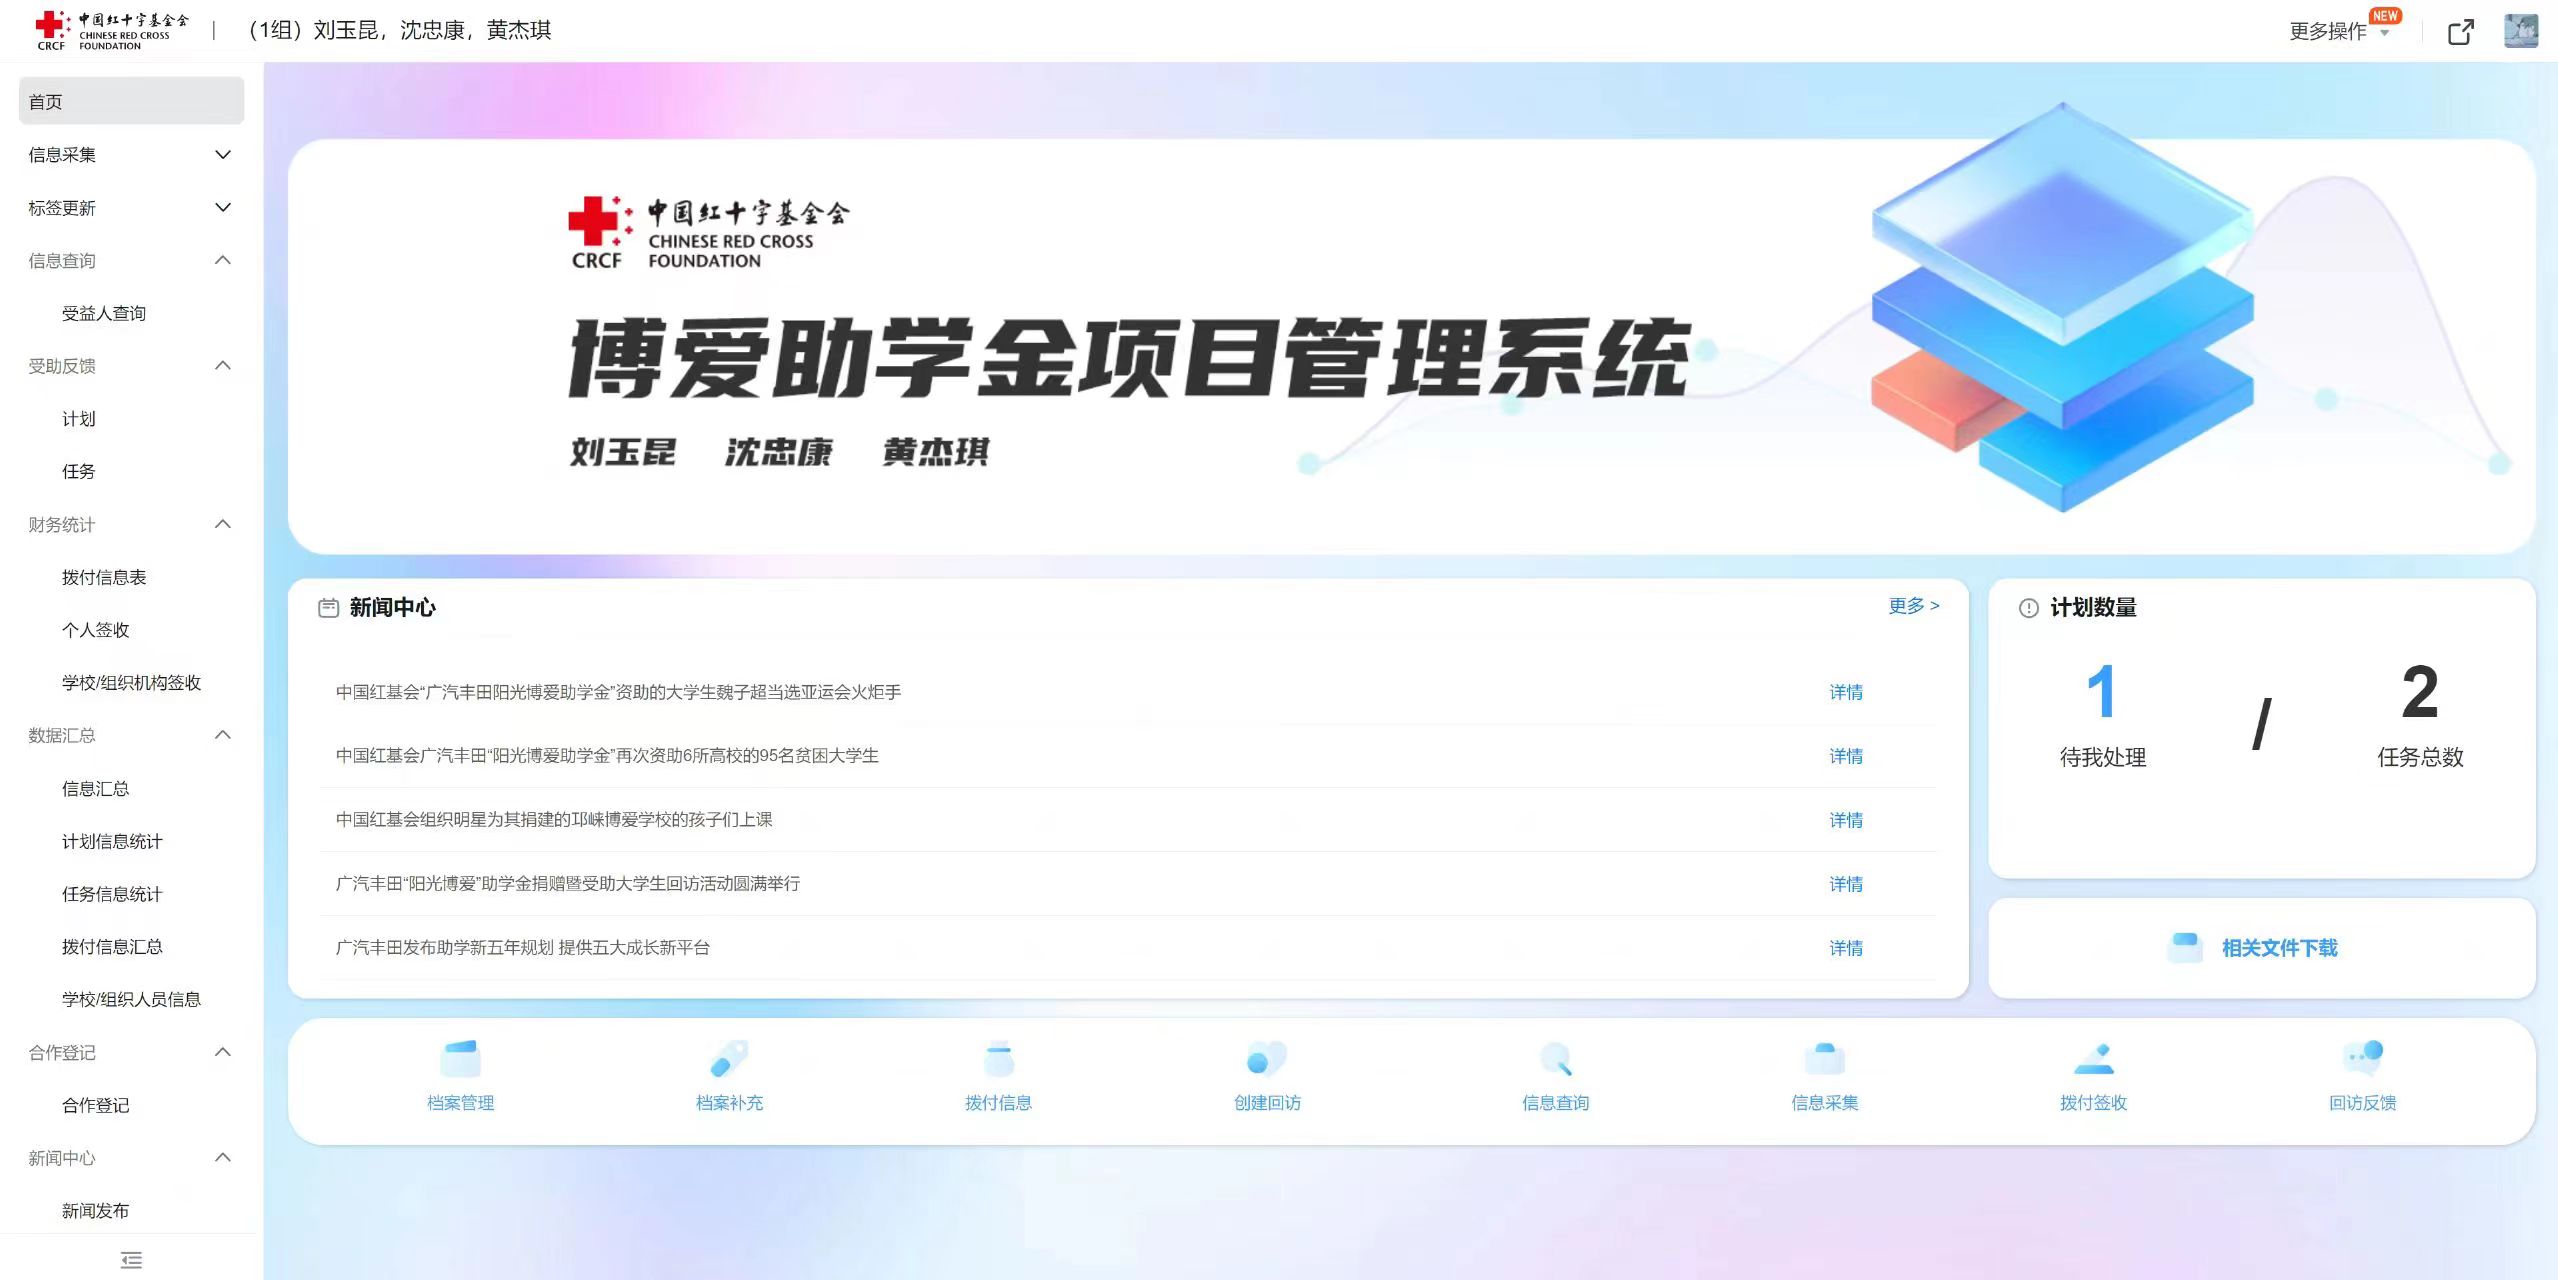 中国红十字基金会
CHINESE RED CROSS
CRCF FOUNDATION
（1组）刘玉昆，沈忠康，黄杰琪
更多操作 NEW
首页
信息采集
标签更新
信息查询
受益人查询
受助反馈
计划
任务
财务统计
拨付信息表
个人签收
学校/组织机构签收
数据汇总
信息汇总
计划信息统计
任务信息统计
拨付信息汇总
学校/组织人员信息
合作登记
合作登记
新闻中心
新闻发布
中国红十字基金会
CHINESE RED CROSS
CRCF FOUNDATION
博爱助学金项目管理系统
刘玉昆 沈忠康 黄杰琪
新闻中心 更多 >
中国红基会“广汽丰田阳光博爱助学金”资助的大学生魏子超当选亚运会火炬手 详情
中国红基会广汽丰田“阳光博爱助学金”再次资助6所高校的95名贫困大学生 详情
中国红基会组织明星为其捐建的邛崃博爱学校的孩子们上课 详情
广汽丰田“阳光博爱”助学金捐赠暨受助大学生回访活动圆满举行 详情
广汽丰田发布助学新五年规划 提供五大成长新平台 详情
计划数量
1 / 2
待我处理 任务总数
相关文件下载
档案管理 档案补充 拨付信息 创建回访 信息查询 信息采集 拨付签收 回访反馈